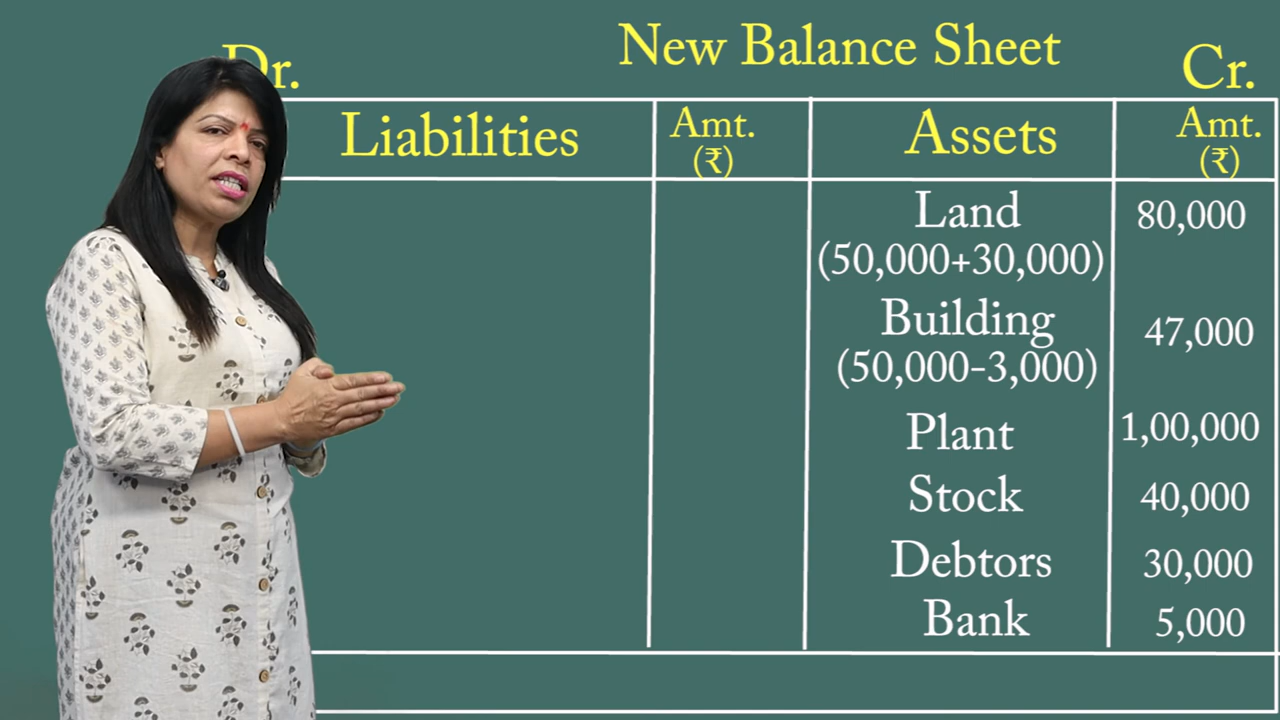 New Balance Sheet
Dr.
Cr.
Liabilities
Amt.
(₹)
Assets
Amt.
(₹)
Land
80,000
(50,000+30,000)
Building
47,000
(50,000-3,000)
Plant
1,00,000
Stock
40,000
Debtors
30,000
Bank
5,000